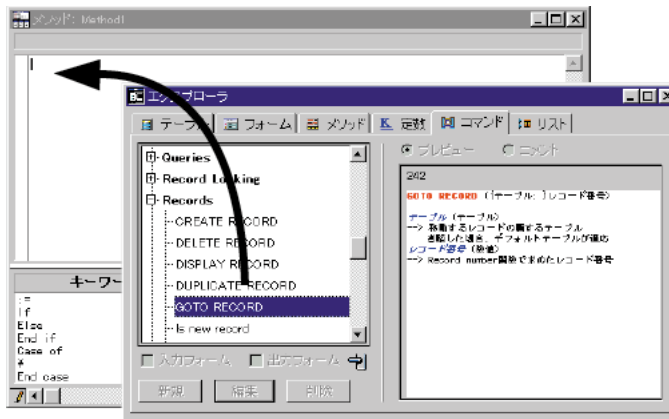 メソッド: Method1
エクスプローラ
テーブル フォーム メソッド 定数 コマンド リスト
Queries
Record Locking
Records
CREATE RECORD
DELETE RECORD
DISPLAY RECORD
DUPLICATE RECORD
GOTO RECORD
Is new record
入力フォーム 出力フォーム
新規 編集 削除
プレビュー コメント
242
GOTO RECORD ({テーブル; }レコード番号)
テーブル (テーブル)
--> 移動するレコードの属するテーブル
省略した場合、デフォルトテーブルが適応
レコード番号 (数値)
--> Record number関数で求めたレコード番号
キーワー
:=
If
Else
End if
Case of
¥
End case